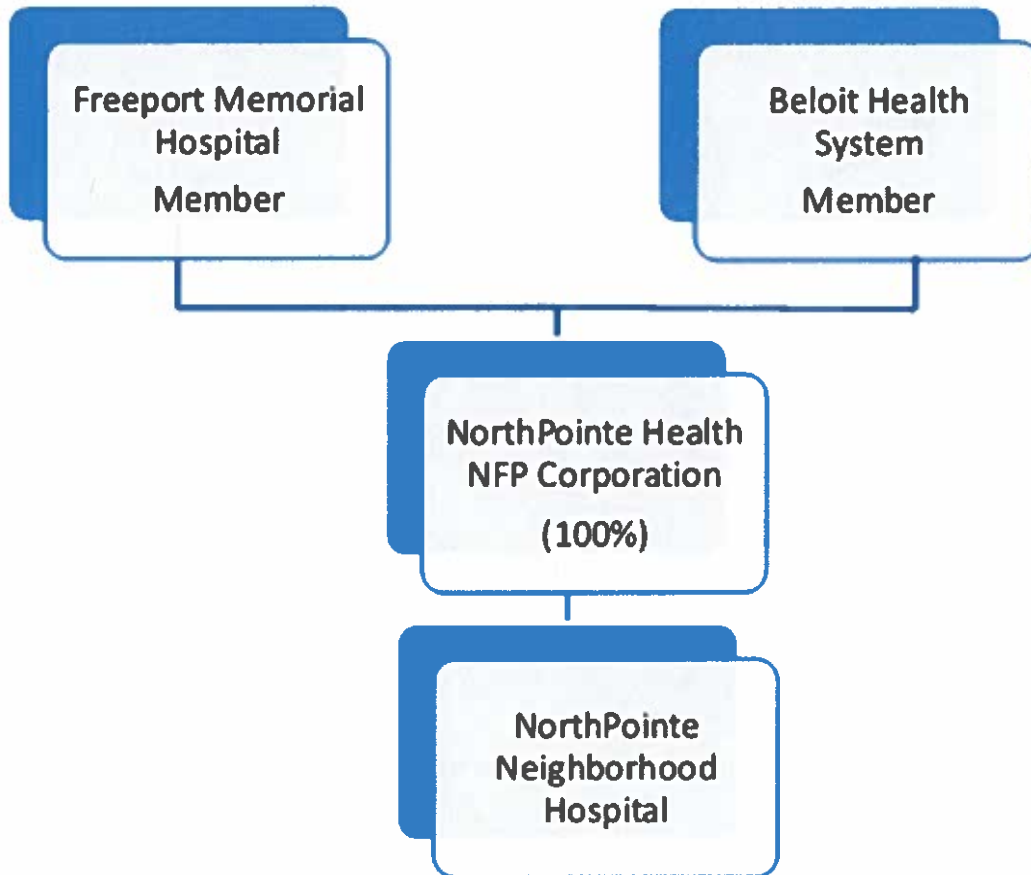 Freeport Memorial
Hospital
Member
Beloit Health
System
Member
NorthPointe Health
NFP Corporation
(100%)
NorthPointe
Neighborhood
Hospital